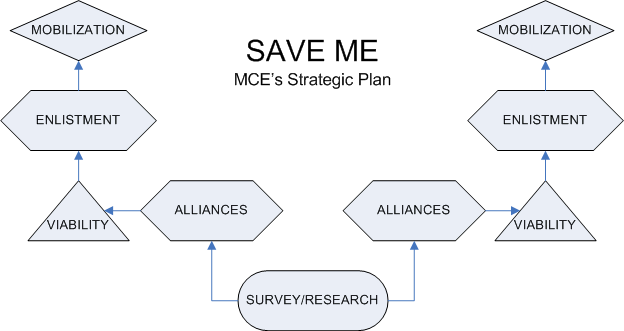 MOBILIZATION
MOBILIZATION
SAVE ME
MCE's Strategic Plan
ENLISTMENT
ENLISTMENT
ALLIANCES
ALLIANCES
VIABILITY
VIABILITY
SURVEY/RESEARCH